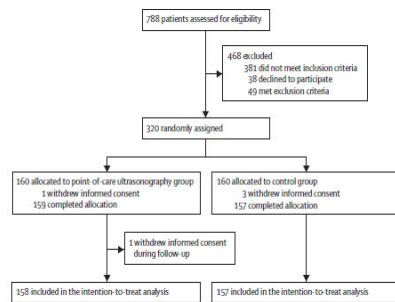 788 patients assessed for eligibility
468 excluded
381 did not meet inclusion criteria
38 declined to participate
49 met exclusion criteria
320 randomly assigned
160 allocated to point-of-care ultrasonography group
1 withdrew informed consent
159 completed allocation
160 allocated to control group
3 withdrew informed consent
157 completed allocation
1 withdrew informed consent
during follow-up
158 included in the intention-to-treat analysis
157 included in the intention-to-treat analysis